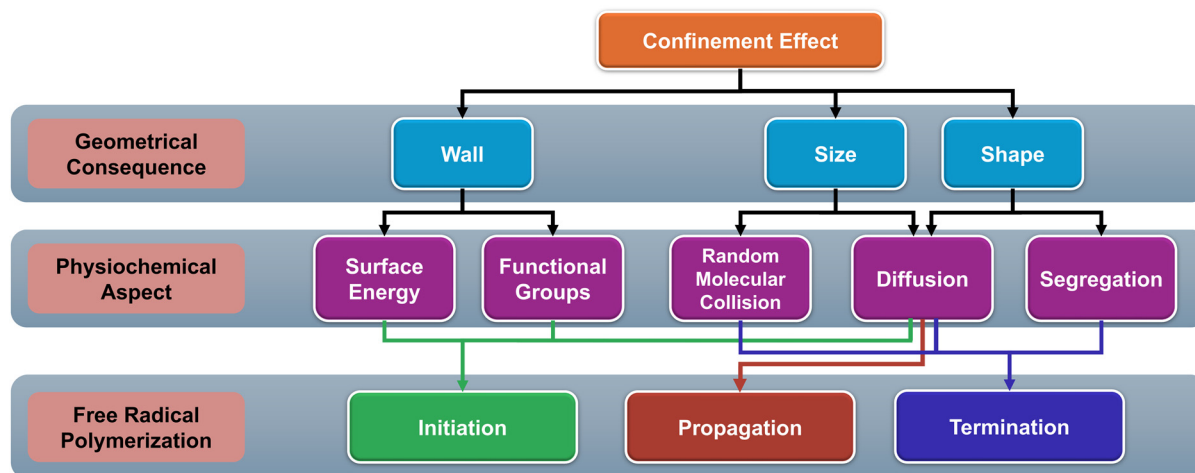 Confinement Effect
Geometrical
Consequence
Wall
Size
Shape
Physiochemical
Aspect
Surface
Energy
Functional
Groups
Random
Molecular
Collision
Diffusion
Segregation
Free Radical
Polymerization
Initiation
Propagation
Termination